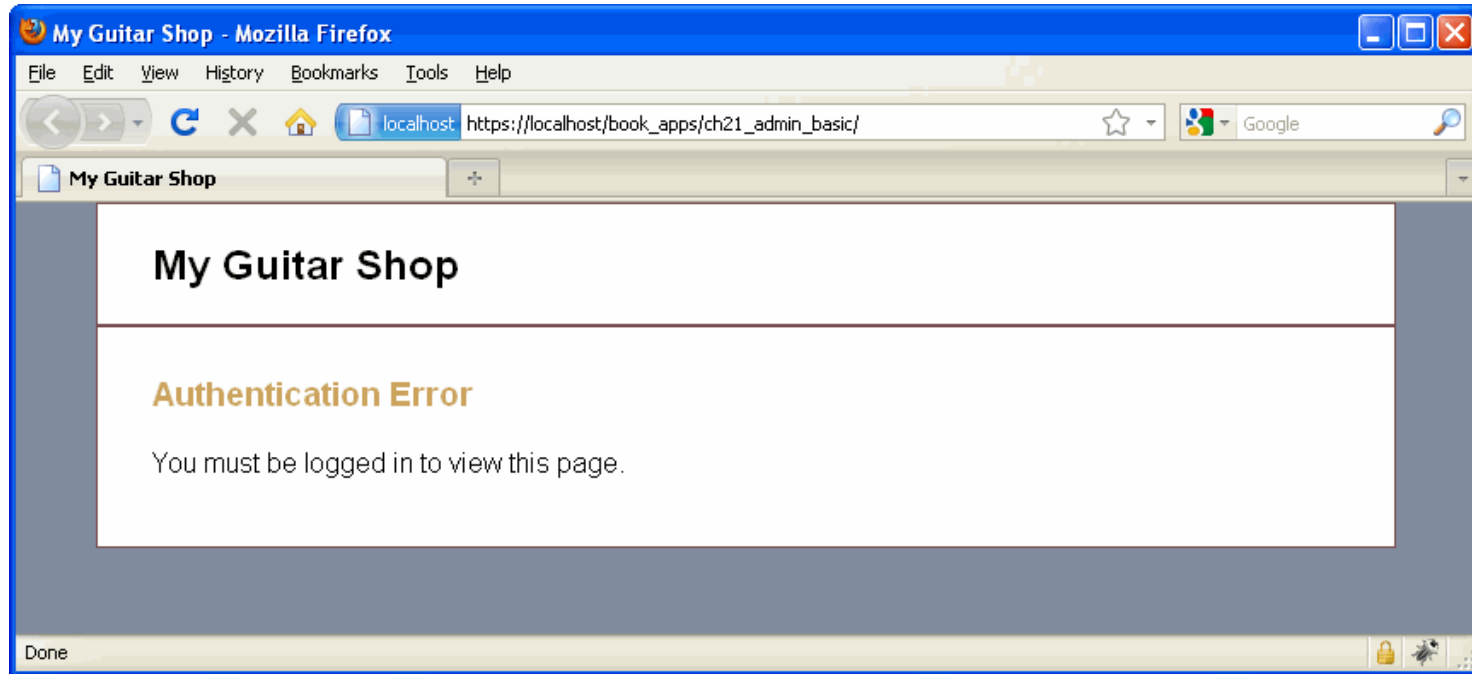 My Guitar Shop - Mozilla Firefox
File Edit View History Bookmarks Tools Help
localhost https://localhost/book_apps/ch21_admin_basic/ Google
My Guitar Shop
My Guitar Shop
Authentication Error
You must be logged in to view this page.
Done